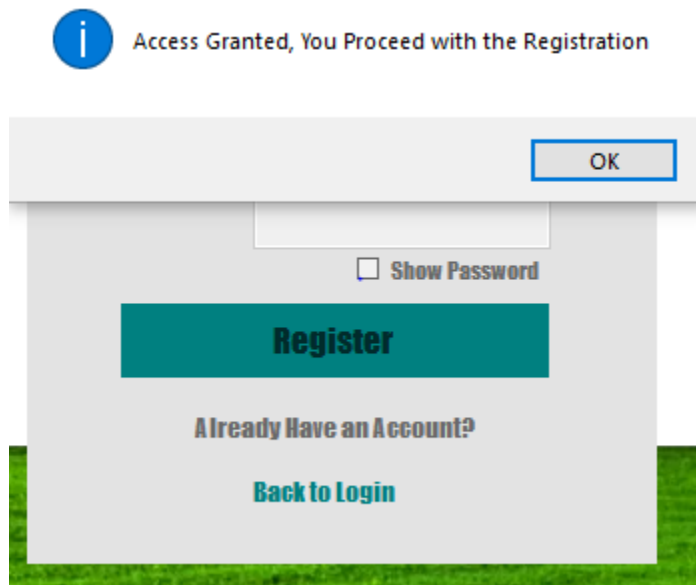 Access Granted, You Proceed with the Registration
OK
Show Password
Register
Already Have an Account?
Back to Login